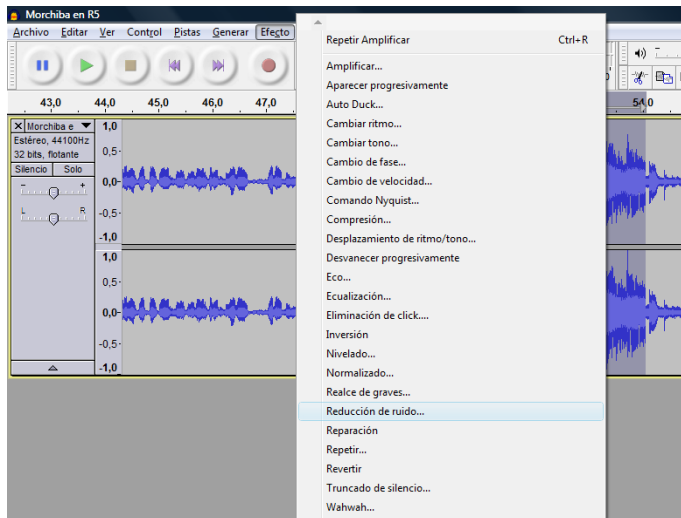 Morchiba en R5
Archivo Editar Ver Control Pistas Generar Efecto
43,0 44,0 45,0 46,0 47,0 54,0
Morchiba e
Estéreo, 44100Hz
32 bits, flotante
Silencio Solo
- +
L R
1,0
0,5
0,0
-0,5
-1,0
1,0
0,5
0,0
-0,5
-1,0
Repetir Amplificar Ctrl+R
Amplificar...
Aparecer progresivamente
Auto Duck...
Cambiar ritmo...
Cambiar tono...
Cambio de fase...
Cambio de velocidad...
Comando Nyquist...
Compresión...
Desplazamiento de ritmo/tono...
Desvanecer progresivamente
Eco...
Ecualización...
Eliminación de click....
Inversión
Nivelado...
Normalizado...
Realce de graves...
Reducción de ruido...
Reparación
Repetir...
Revertir
Truncado de silencio...
Wahwah...